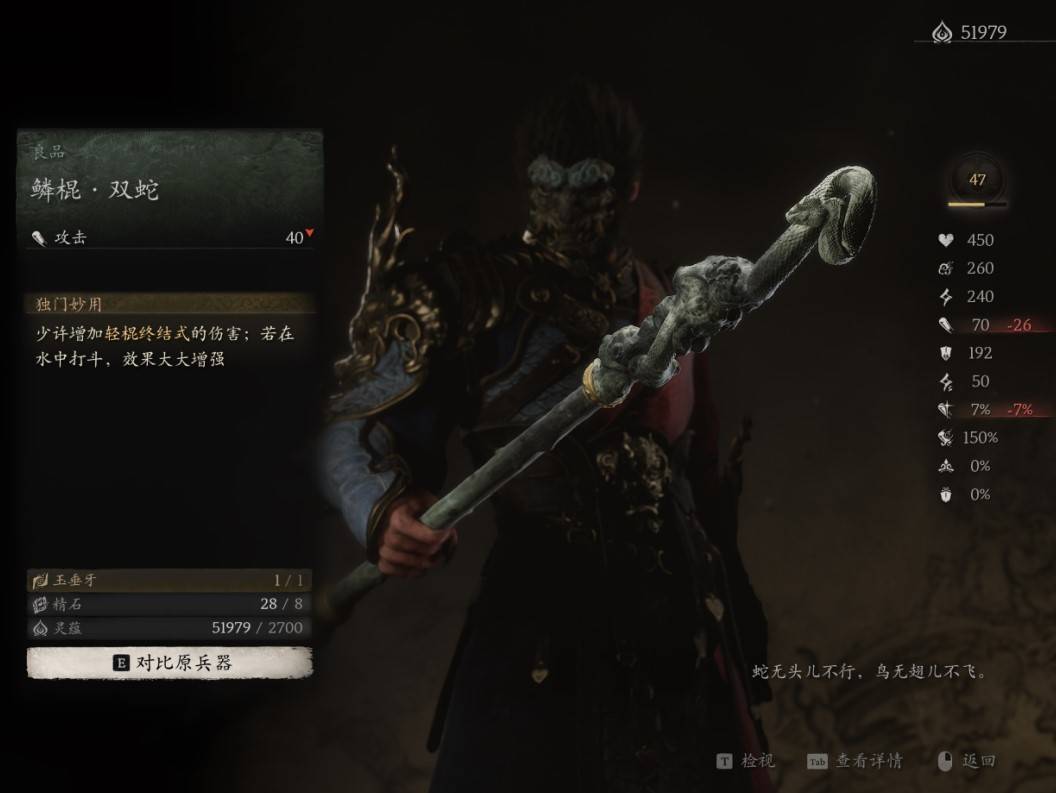 51979
良品
鳞棍·双蛇
攻击 40
独门妙用
少许增加轻棍终结式的伤害；若在
水中打斗，效果大大增强
玉垂牙 1 / 1
精石 28 / 8
灵蕴 51979 / 2700
E 对比原兵器
47
450
260
240
70 -26
192
50
7% -7%
150%
0%
0%
蛇无头儿不行，鸟无翅儿不飞。
T 检视 Tab 查看详情 返回